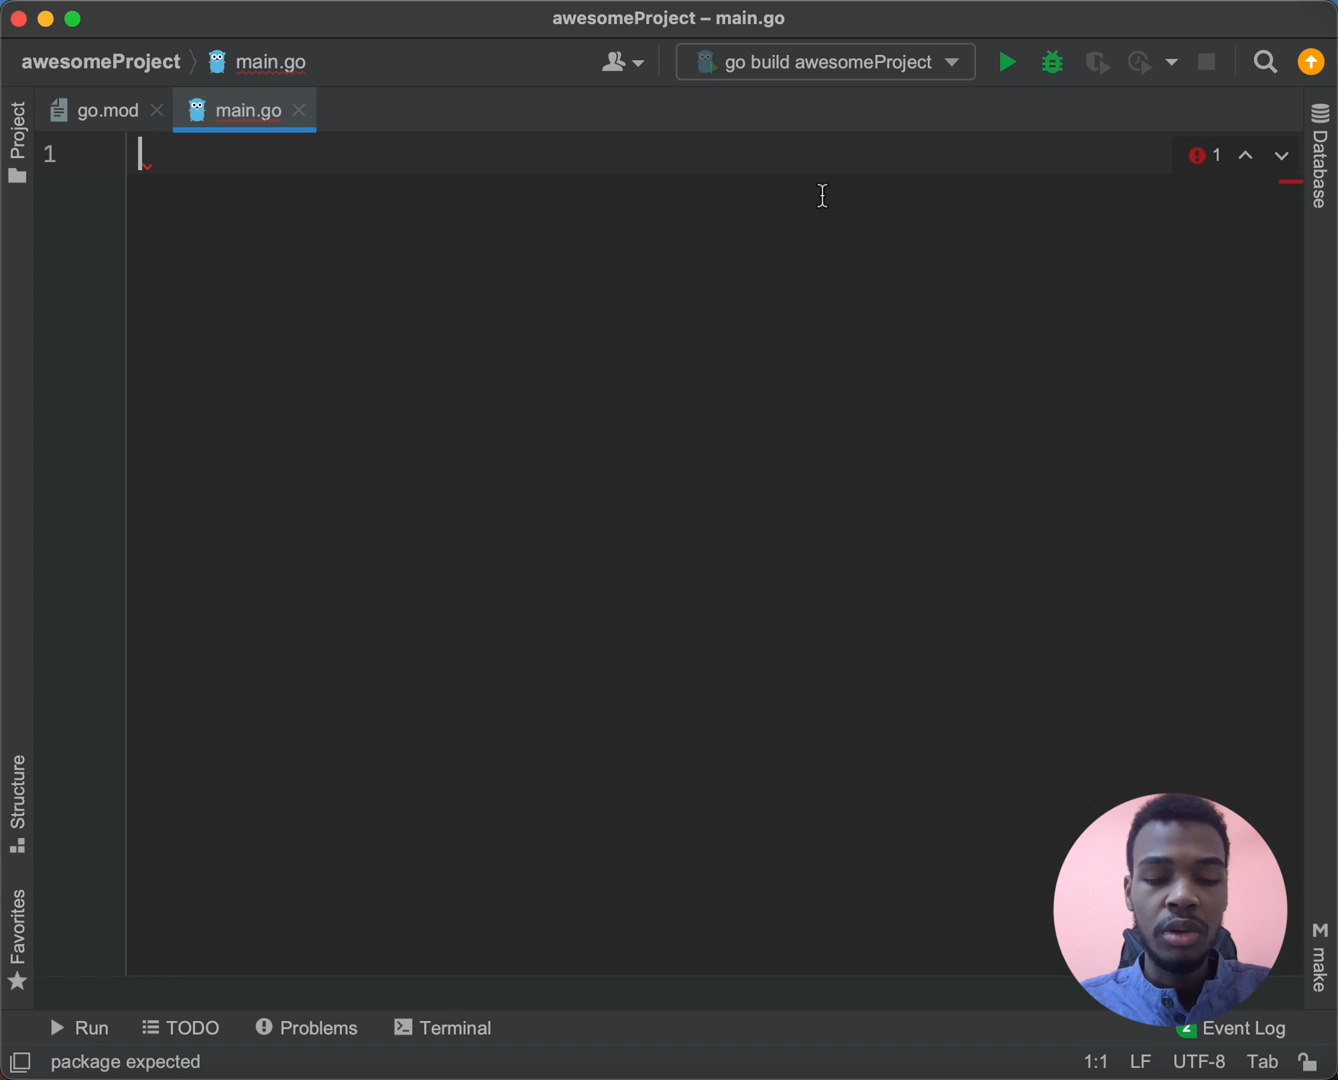 awesomeProject – main.go
awesomeProject main.go
go build awesomeProject
go.mod main.go
Project
1
1
Database
Structure
Favorites
make
Run TODO Problems Terminal
2 Event Log
package expected
1:1 LF UTF-8 Tab